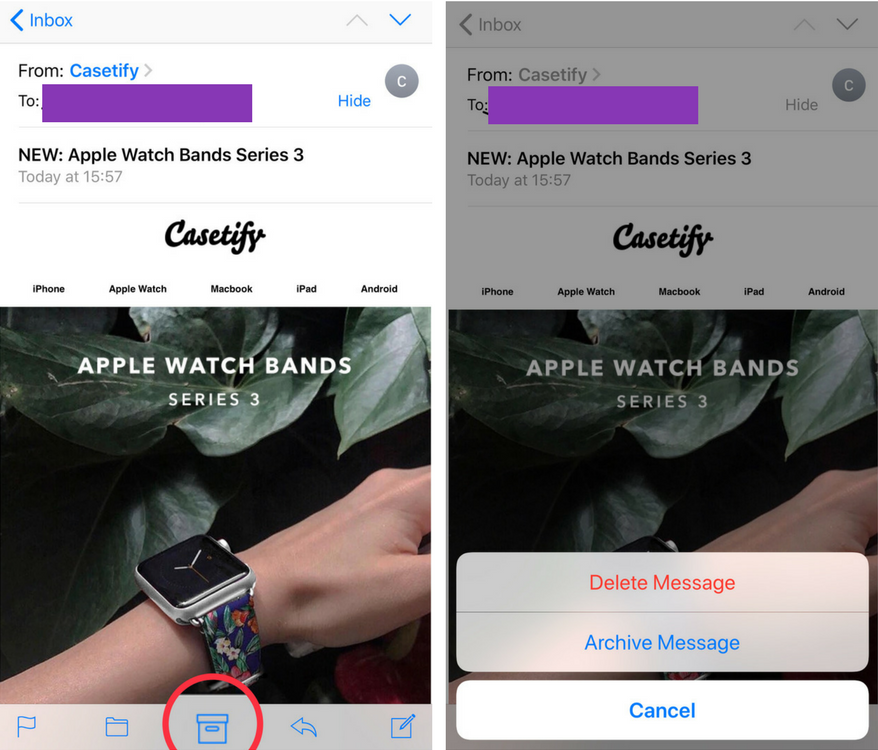 Inbox
From: Casetify
To:
Hide
C
NEW: Apple Watch Bands Series 3
Today at 15:57
Casetify
iPhone Apple Watch Macbook iPad Android
APPLE WATCH BANDS
SERIES 3
Inbox
From: Casetify
To:
Hide
C
NEW: Apple Watch Bands Series 3
Today at 15:57
Casetify
iPhone Apple Watch Macbook iPad Android
APPLE WATCH BANDS
SERIES 3
Delete Message
Archive Message
Cancel